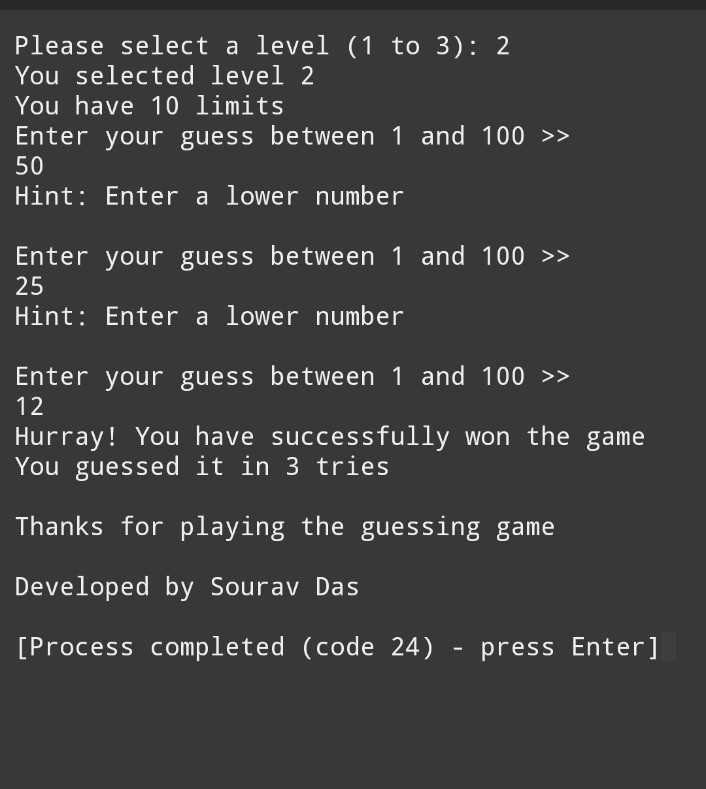 Please select a level (1 to 3): 2
You selected level 2
You have 10 limits
Enter your guess between 1 and 100 >>
50
Hint: Enter a lower number
Enter your guess between 1 and 100 >>
25
Hint: Enter a lower number
Enter your guess between 1 and 100 >>
12
Hurray! You have successfully won the game
You guessed it in 3 tries
Thanks for playing the guessing game
Developed by Sourav Das
[Process completed (code 24) - press Enter]